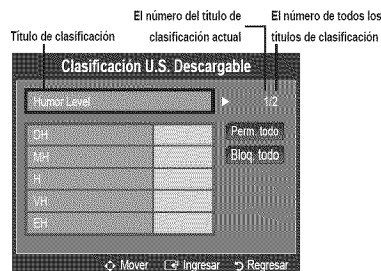 El número del título de
clasificación actual
El número de todos los
títulos de clasificación
Título de clasificación
Clasificación U.S. Descargable
Humor Level
1/2
DH
MH
H
VH
EH
Perm. todo
Bloq. todo
Mover Ingresar Regresar